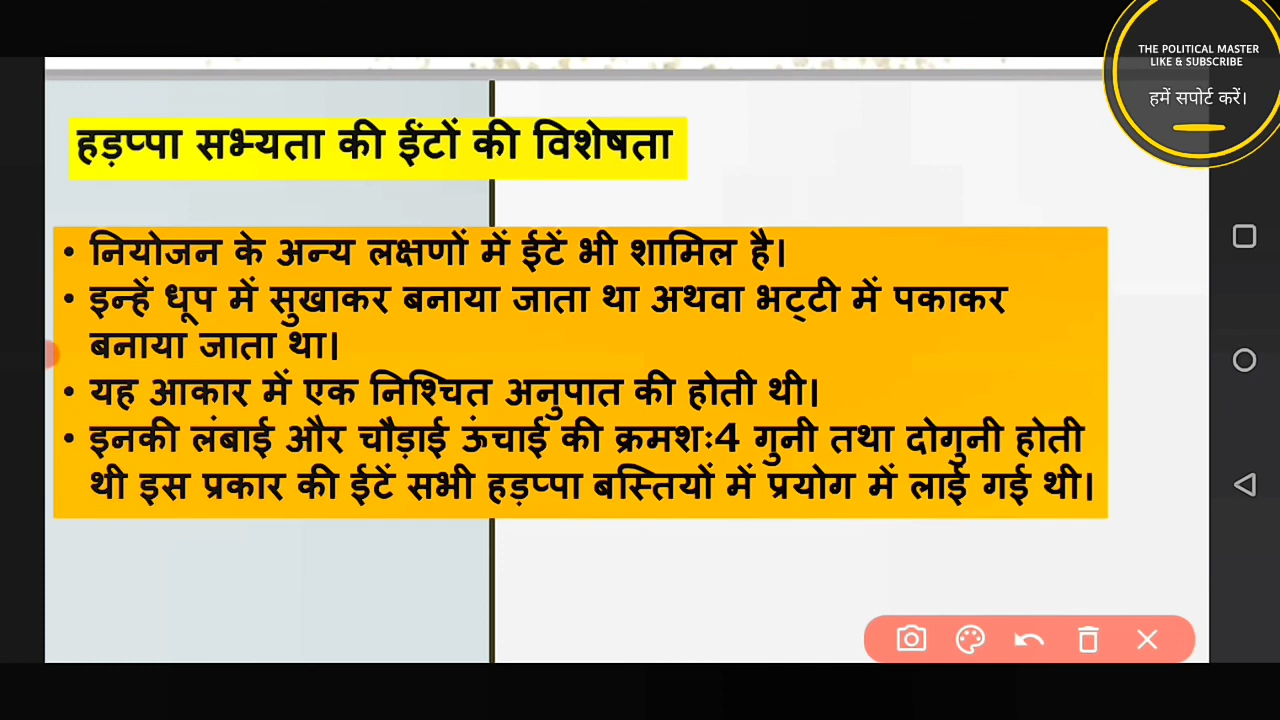 THE POLITICAL MASTER
LIKE & SUBSCRIBE
हमें सपोर्ट करें।
हड़प्पा सभ्यता की ईंटों की विशेषता
• नियोजन के अन्य लक्षणों में ईटें भी शामिल है।
• इन्हें धूप में सुखाकर बनाया जाता था अथवा भट्टी में पकाकर
बनाया जाता था।
• यह आकार में एक निश्चित अनुपात की होती थी।
• इनकी लंबाई और चौड़ाई ऊंचाई की क्रमशः4 गुनी तथा दोगुनी होती
थी इस प्रकार की ईटें सभी हड़प्पा बस्तियों में प्रयोग में लाई गई थी।